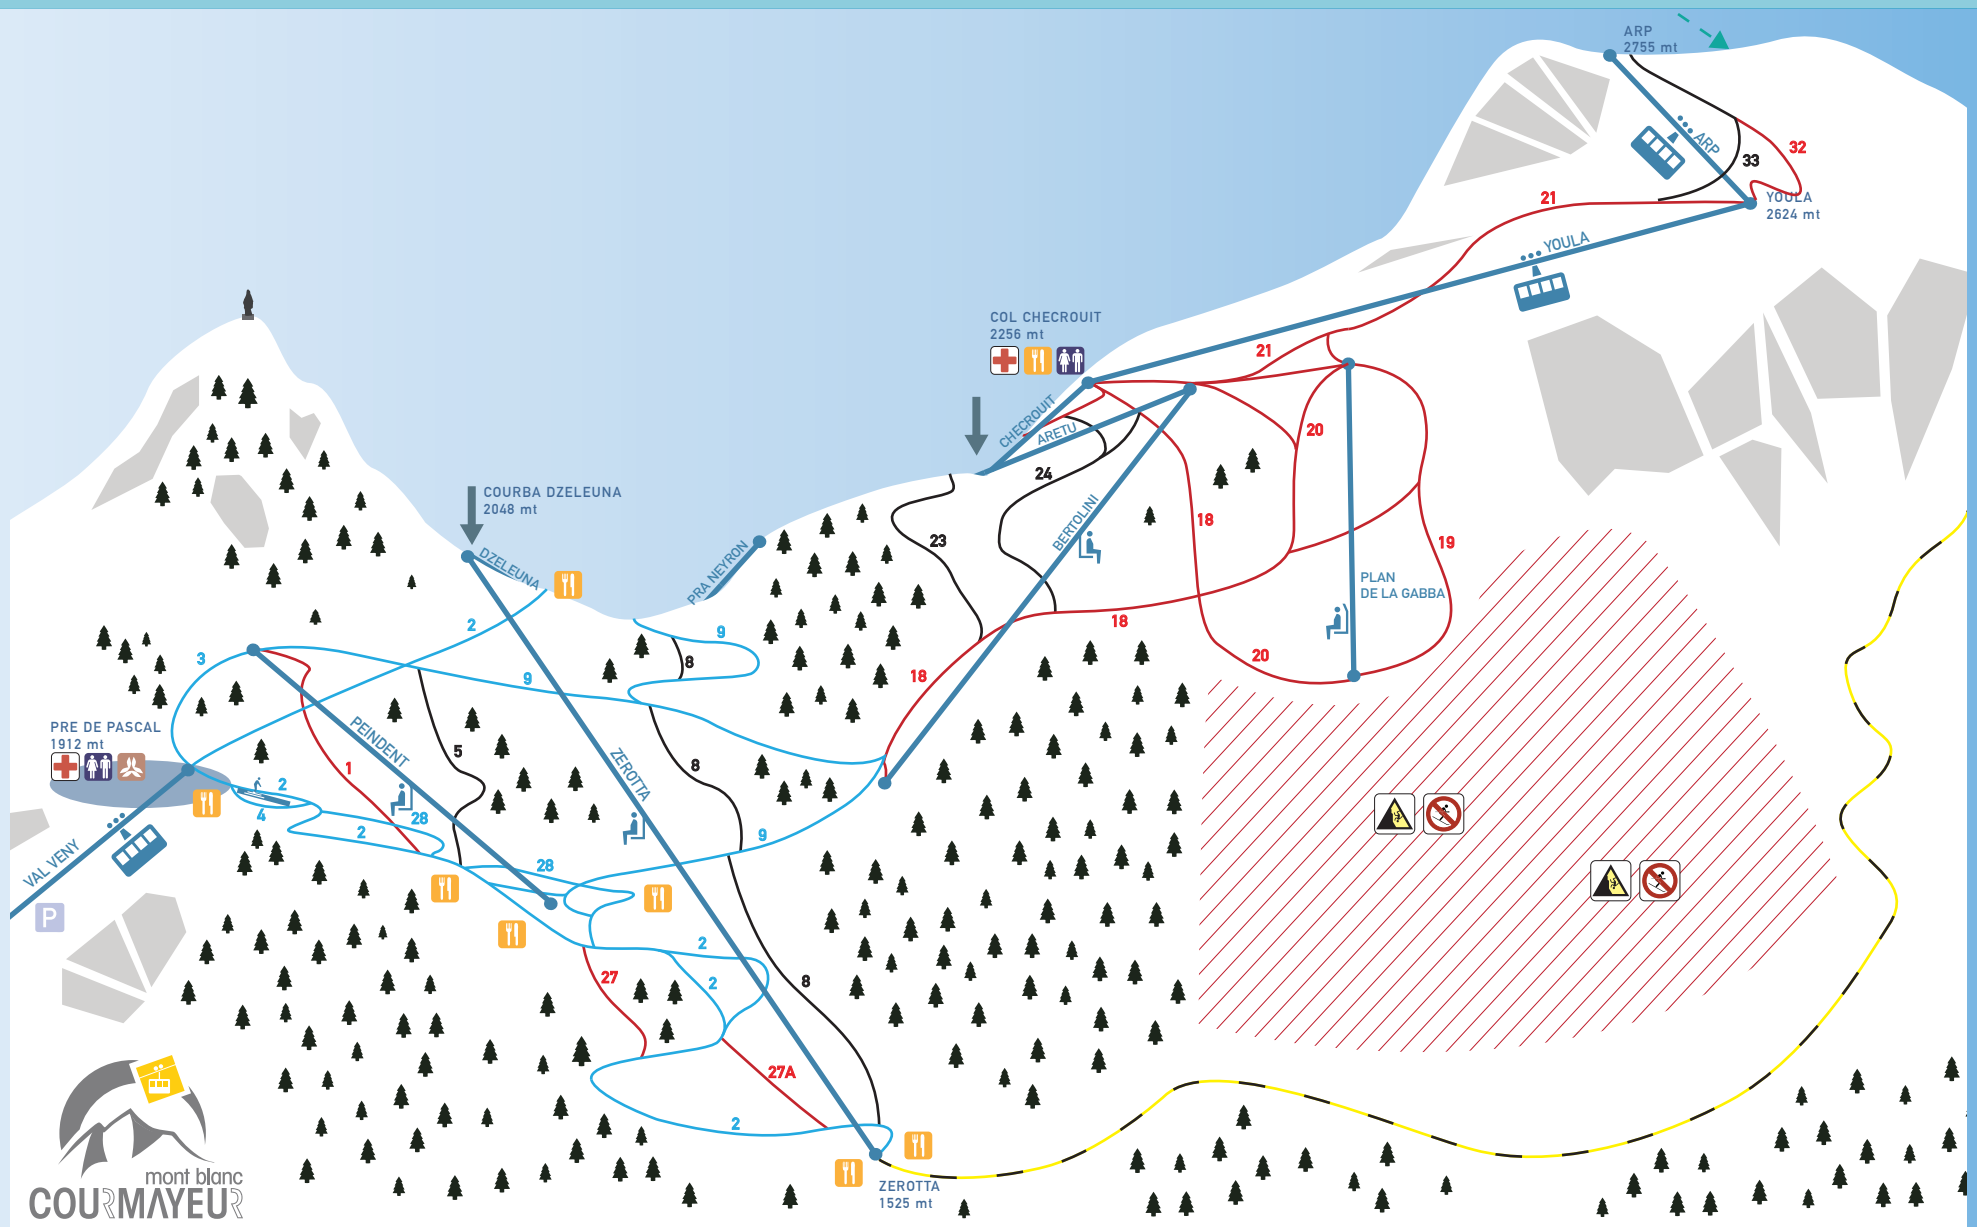 ARP
2755 mt
ARP
32
33
YOULA
2624 mt
21
YOULA
COL CHECROUIT
2256 mt
21
CHECROUIT
ARETU
20
24
BERTOLINI
18
23
19
COURBA DZELEUNA
2048 mt
DZELEUNA
PRA NEYRON
PLAN
DE LA GABBA
2
9
8
18
20
3
9
18
PRE DE PASCAL
1912 mt
PEINDENT
5
ZEROTTA
1
8
2
4
28
2
9
VAL VENY
28
P
2
27
2
8
27A
2
mont blanc
COURMAYEUR
ZEROTTA
1525 mt